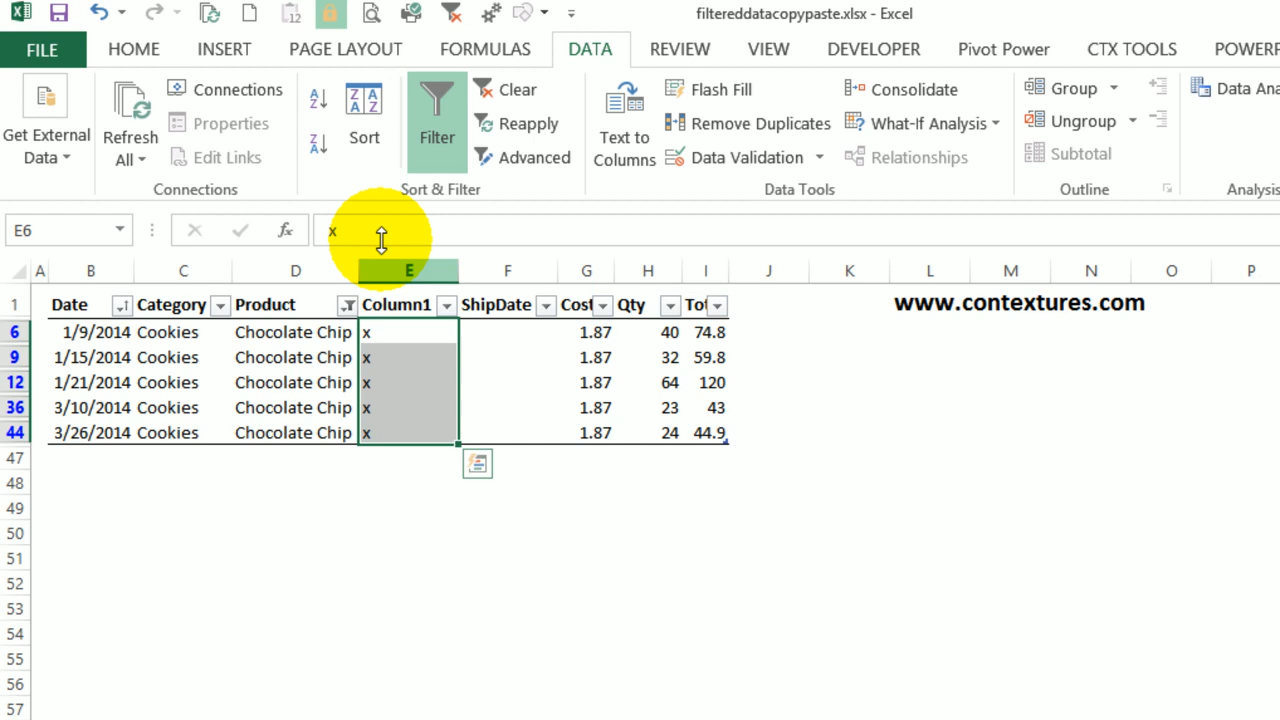 12
filtereddatacopypaste.xlsx - Excel
FILE HOME INSERT PAGE LAYOUT FORMULAS DATA REVIEW VIEW DEVELOPER Pivot Power CTX TOOLS POWERP
Get External Data
Refresh All
Connections
Properties
Edit Links
Connections
A Z
Z A
Z A A Z
Sort
Filter
Clear
Reapply
Advanced
Sort & Filter
Text to Columns
Flash Fill
Remove Duplicates
Data Validation
Consolidate
What-If Analysis
Relationships
Data Tools
Group
Ungroup
Subtotal
Outline
Data Ana
Analysis
E6 fx x
A B C D E F G H I J K L M N O P
1 Date Category Product Column1 ShipDate Cost Qty Tot www.contextures.com
6 1/9/2014 Cookies Chocolate Chip x 1.87 40 74.8
9 1/15/2014 Cookies Chocolate Chip x 1.87 32 59.8
12 1/21/2014 Cookies Chocolate Chip x 1.87 64 120
36 3/10/2014 Cookies Chocolate Chip x 1.87 23 43
44 3/26/2014 Cookies Chocolate Chip x 1.87 24 44.9
47
48
49
50
51
52
53
54
55
56
57